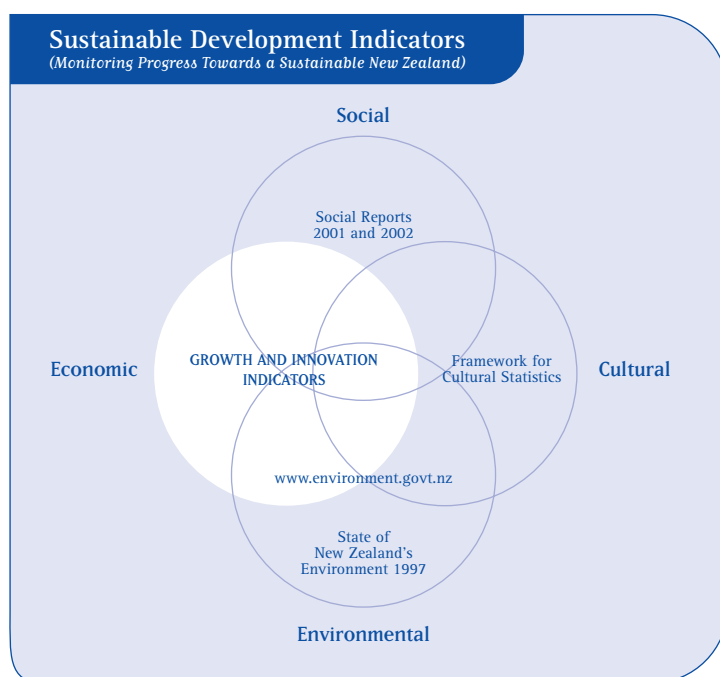 Sustainable Development Indicators
(Monitoring Progress Towards a Sustainable New Zealand)
Social
Social Reports
2001 and 2002
Economic
GROWTH AND INNOVATION
INDICATORS
Framework for
Cultural Statistics
Cultural
www.environment.govt.nz
State of
New Zealand's
Environment 1997
Environmental